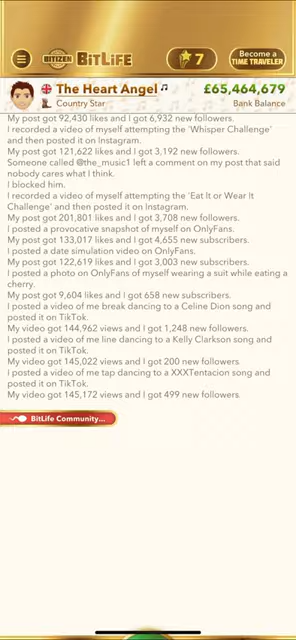 BITIZEN BitLife
7
Become a
TIME TRAVELER
The Heart Angel
£65,464,679
Country Star
Bank Balance
My post got 92,430 likes and I got 6,932 new followers.
I recorded a video of myself attempting the 'Whisper Challenge'
and then posted it on Instagram.
My post got 121,622 likes and I got 3,192 new followers.
Someone called @the_music1 left a comment on my post that said
nobody cares what I think.
I blocked him.
I recorded a video of myself attempting the 'Eat It or Wear It
Challenge' and then posted it on Instagram.
My post got 201,801 likes and I got 3,708 new followers.
I posted a provocative snapshot of myself on OnlyFans.
My post got 133,017 likes and I got 4,655 new subscribers.
I posted a date simulation video on OnlyFans.
My post got 122,619 likes and I got 3,003 new subscribers.
I posted a photo on OnlyFans of myself wearing a suit while eating a
cherry.
My post got 9,604 likes and I got 658 new subscribers.
I posted a video of me break dancing to a Celine Dion song and
posted it on TikTok.
My video got 144,962 views and I got 1,248 new followers.
I posted a video of me line dancing to a Kelly Clarkson song and
posted it on TikTok.
My video got 145,022 views and I got 200 new followers.
I posted a video of me tap dancing to a XXXTentacion song and
posted it on TikTok.
My video got 145,172 views and I got 499 new followers.
BitLife Community...